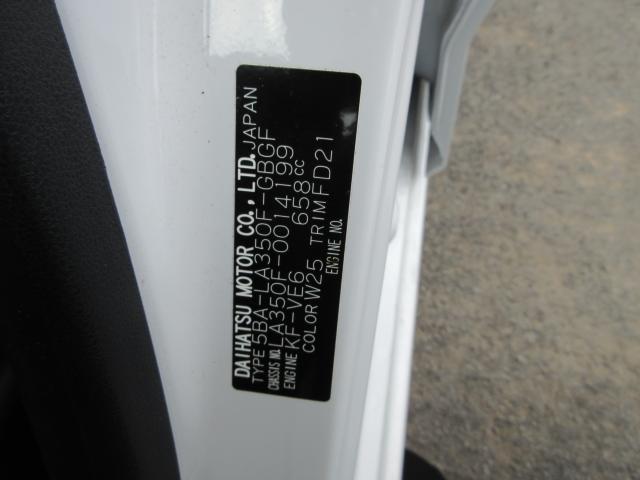 DAIHATSU MOTOR CO., LTD. JAPAN
TYPE 5BA-LA350F-GBGF
CHASSIS NO. LA350F-0014199
ENGINE KF-VE6 658cc
COLOR W25 TRIM FD21
ENGINE NO.